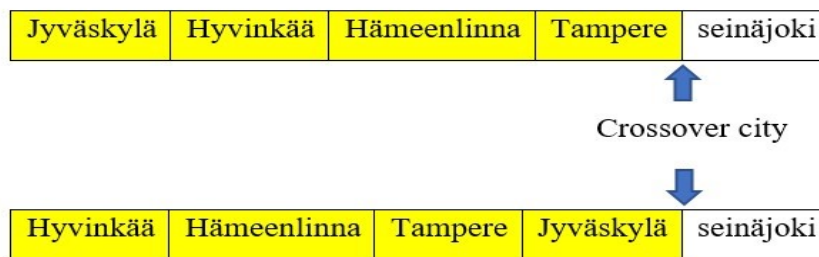 Jyväskylä Hyvinkää Hämeenlinna Tampere seinäjoki
Crossover city
Hyvinkää Hämeenlinna Tampere Jyväskylä seinäjoki